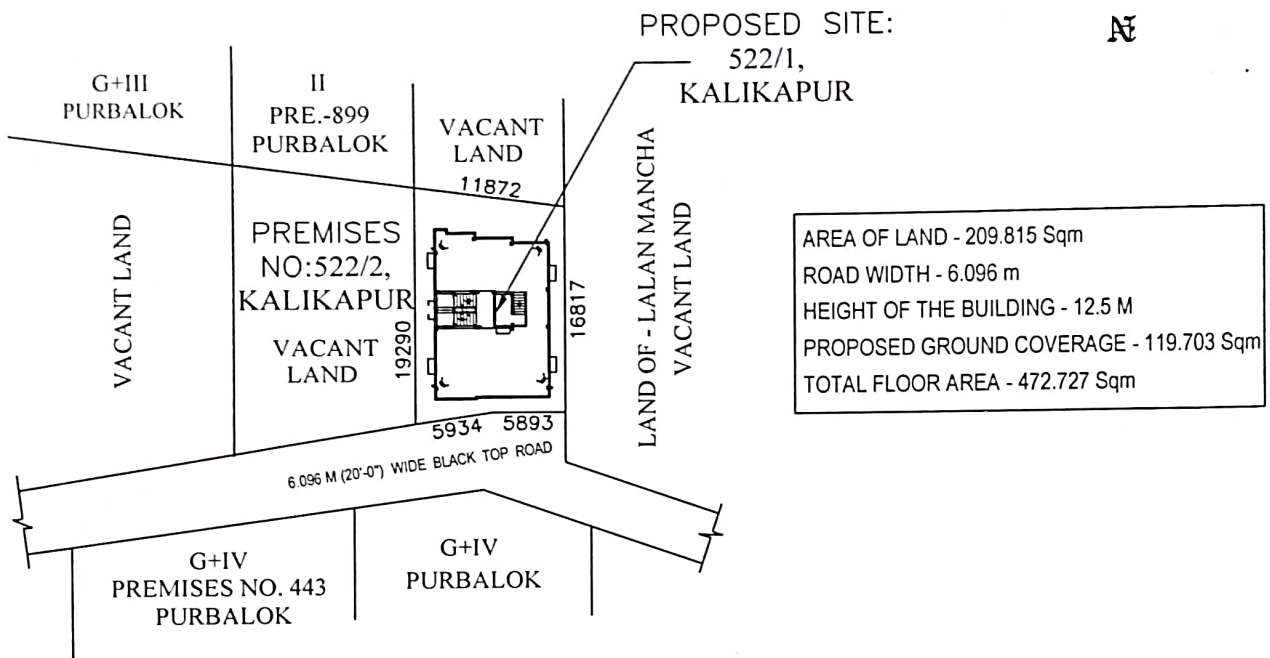 PROPOSED SITE:
522/1,
KALIKAPUR
G+III
PURBALOK
II
PRE.-899
PURBALOK
VACANT
LAND
11872
VACANT LAND
PREMISES
NO:522/2,
KALIKAPUR
VACANT
LAND
19290
16817
LAND OF - LALAN MANCHA
VACANT LAND
AREA OF LAND - 209.815 Sqm
ROAD WIDTH - 6.096 m
HEIGHT OF THE BUILDING - 12.5 M
PROPOSED GROUND COVERAGE - 119.703 Sqm
TOTAL FLOOR AREA - 472.727 Sqm
5934 5893
6.096 M (20'-0") WIDE BLACK TOP ROAD
G+IV
PREMISES NO. 443
PURBALOK
G+IV
PURBALOK